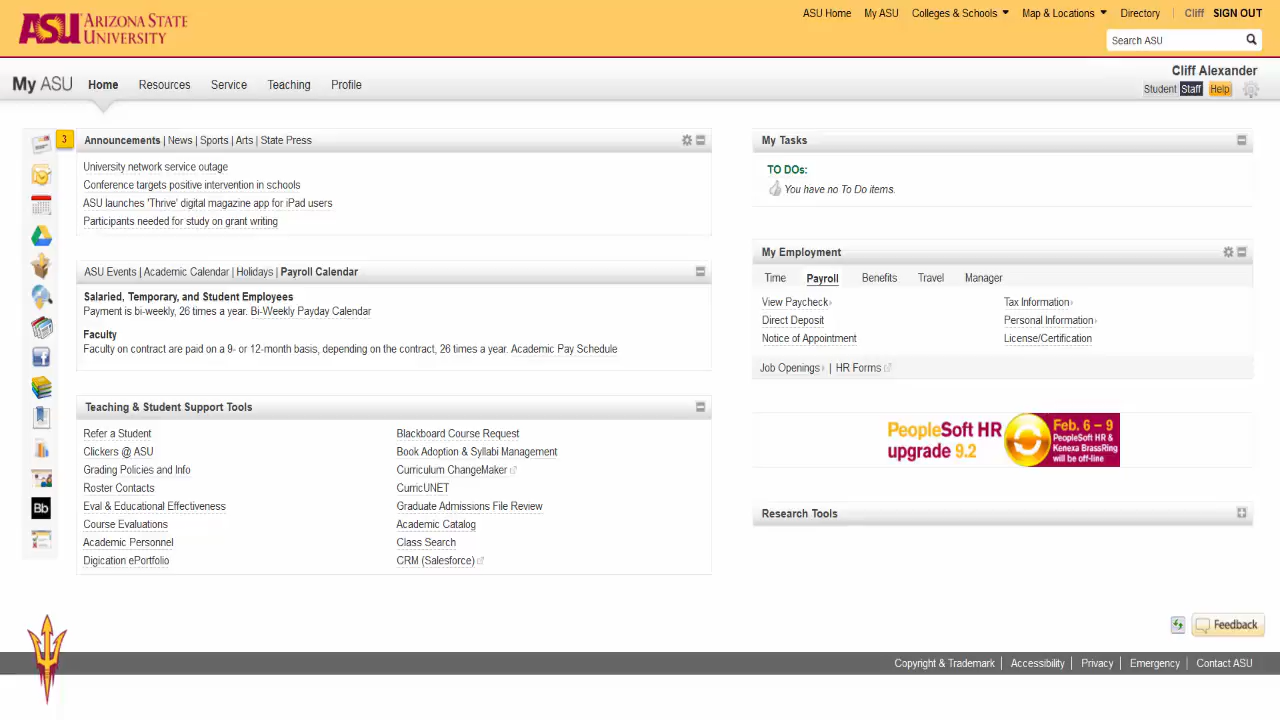 ASU ARIZONA STATE UNIVERSITY
ASU Home My ASU Colleges & Schools Map & Locations Directory Cliff SIGN OUT
Search ASU
My ASU Home Resources Service Teaching Profile
Cliff Alexander
Student Staff Help
3
Announcements | News | Sports | Arts | State Press
University network service outage
Conference targets positive intervention in schools
ASU launches 'Thrive' digital magazine app for iPad users
Participants needed for study on grant writing
ASU Events | Academic Calendar | Holidays | Payroll Calendar
Salaried, Temporary, and Student Employees
Payment is bi-weekly, 26 times a year. Bi-Weekly Payday Calendar
Faculty
Faculty on contract are paid on a 9- or 12-month basis, depending on the contract, 26 times a year. Academic Pay Schedule
Teaching & Student Support Tools
Refer a Student
Clickers @ ASU
Grading Policies and Info
Roster Contacts
Eval & Educational Effectiveness
Course Evaluations
Academic Personnel
Digication ePortfolio
Blackboard Course Request
Book Adoption & Syllabi Management
Curriculum ChangeMaker
CurricUNET
Graduate Admissions File Review
Academic Catalog
Class Search
CRM (Salesforce)
Bb
My Tasks
TO DOs:
You have no To Do items.
My Employment
Time Payroll Benefits Travel Manager
View Paycheck›
Direct Deposit
Notice of Appointment
Tax Information›
Personal Information›
License/Certification
Job Openings› | HR Forms
PeopleSoft HR
upgrade 9.2
Feb. 6 – 9
PeopleSoft HR &
Kenexa BrassRing
will be off-line
Research Tools
Feedback
Copyright & Trademark | Accessibility | Privacy | Emergency | Contact ASU